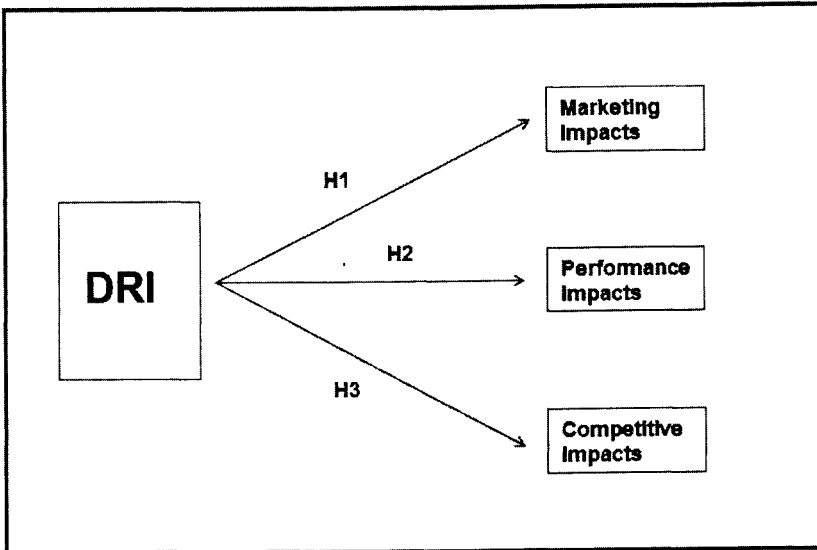 Marketing
Impacts
H1
H2
DRI
Performance
Impacts
H3
Competitive
Impacts